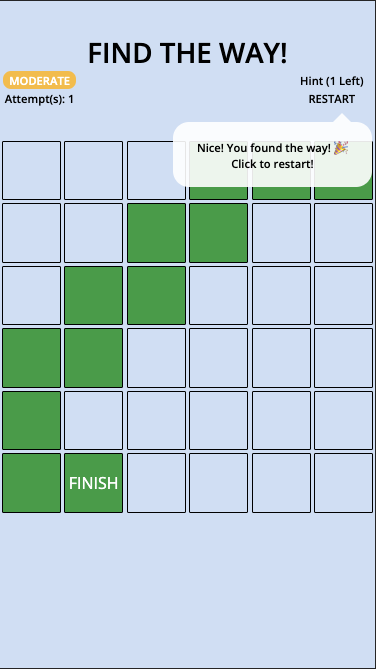 FIND THE WAY!
MODERATE
Hint (1 Left)
Attempt(s): 1
RESTART
Nice! You found the way! 🎉
Click to restart!
FINISH